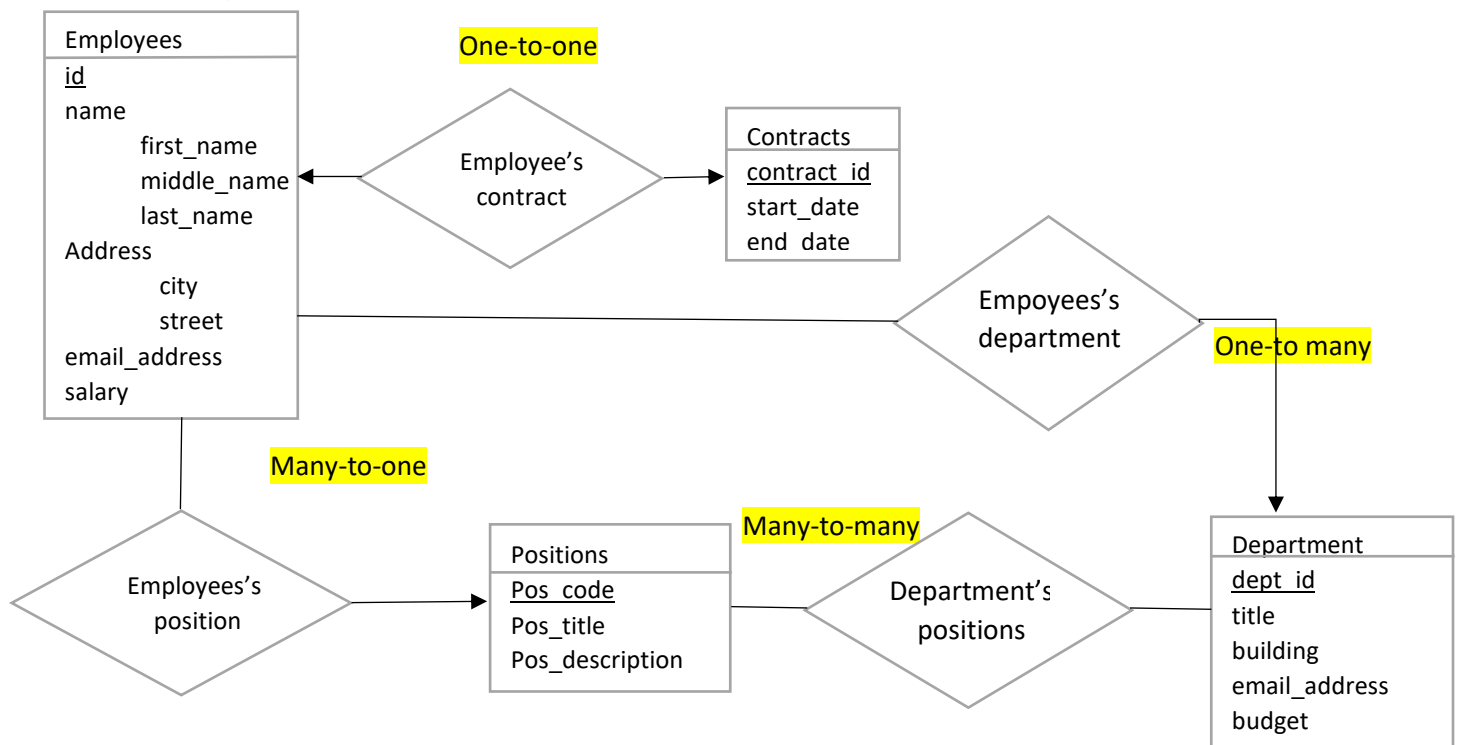 Employees
id
name
first_name
middle_name
last_name
Address
city
street
email_address
salary
One-to-one
Employee's
contract
Contracts
contract_id
start_date
end_date
Empoyees's
department
One-to many
Many-to-one
Employees's
position
Positions
Pos_code
Pos_title
Pos_description
Many-to-many
Department's
positions
Department
dept_id
title
building
email_address
budget